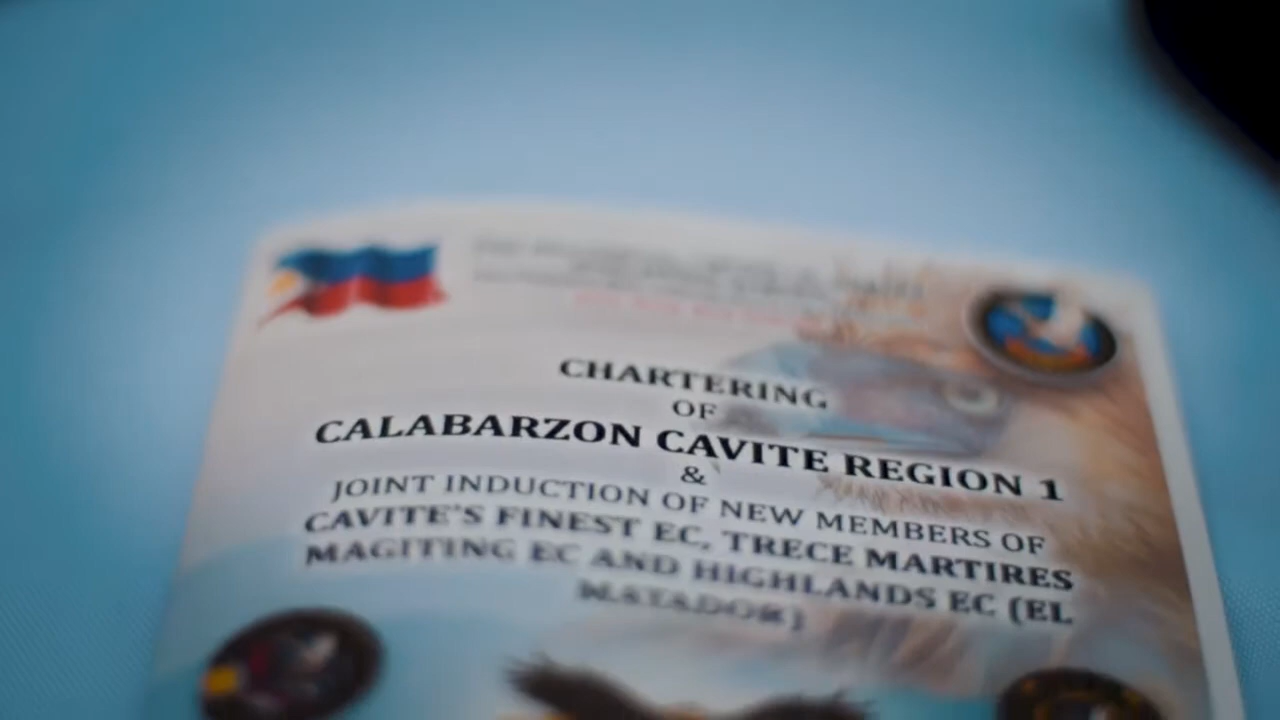 CHARTERING
OF
CALABARZON CAVITE REGION 1
&
JOINT INDUCTION OF NEW MEMBERS OF
CAVITE'S FINEST EC, TRECE MARTIRES
MAGITING EC AND HIGHLANDS EC (EL
MATADOR)